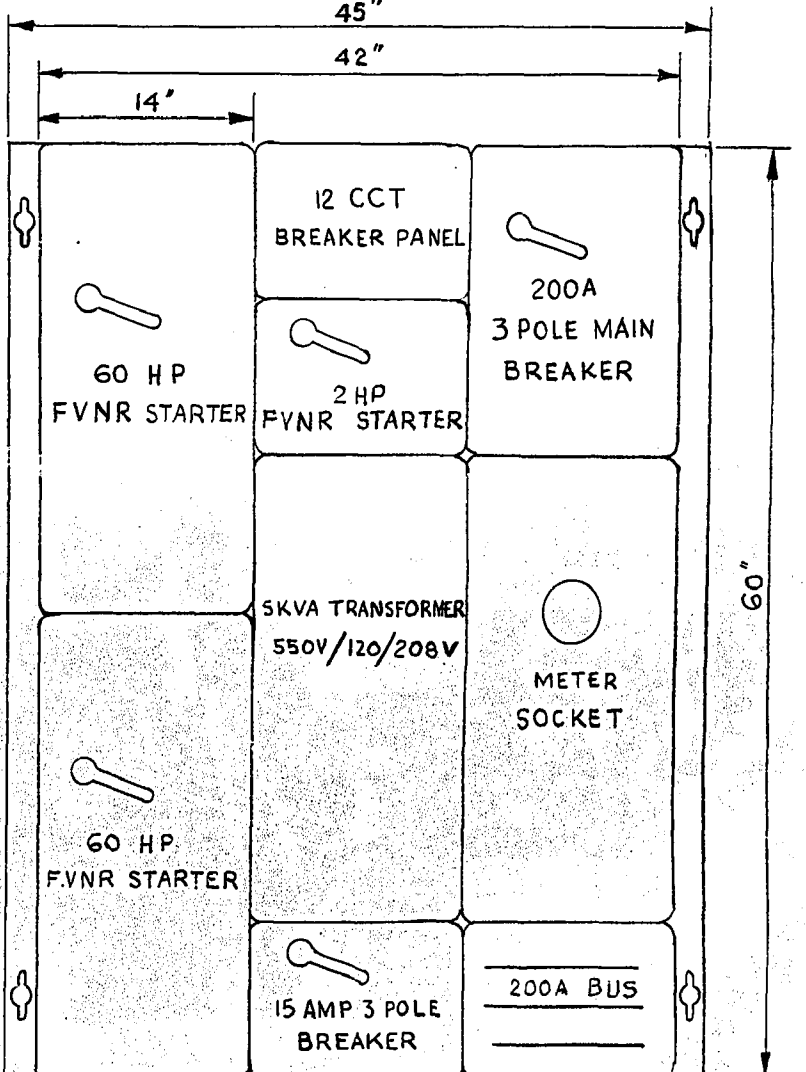 45"
42"
14"
12 CCT
BREAKER PANEL
200A
3 POLE MAIN
BREAKER
60 HP
FVNR STARTER
2 HP
FVNR STARTER
5KVA TRANSFORMER
550V/120/208V
60"
METER
SOCKET
60 HP
F.VNR STARTER
15 AMP 3 POLE
BREAKER
200A BUS